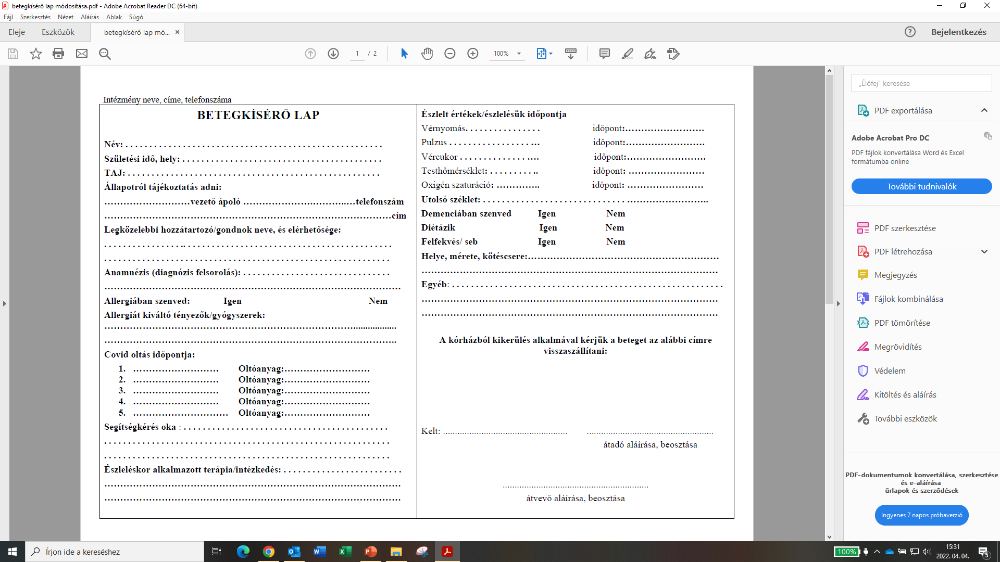 betegkísérő lap módosítása.pdf - Adobe Acrobat Reader DC (64-bit)
Fájl Szerkesztés Nézet Aláírás Ablak Súgó
Eleje Eszközök betegkísérő lap mó... × Bejelentkezés
1 / 2 100%
Intézmény neve, címe, telefonszáma
BETEGKÍSÉRŐ LAP
Név: . . . . . . . . . . . . . . . . . . . . . . . . . . . . . . . . . . . . . . . . . . . . . . . . . . . . . .
Születési idő, hely: . . . . . . . . . . . . . . . . . . . . . . . . . . . . . . . . . . . . . . . . . .
TAJ: . . . . . . . . . . . . . . . . . . . . . . . . . . . . . . . . . . . . . . . . . . . . . . . . . . . . .
Állapotról tájékoztatás adni:
………………………vezető ápoló ………………………………telefonszám
………………………………………………………………………………cím
Legközelebbi hozzátartozó/gondnok neve, és elérhetősége:
. . . . . . . . . . . . . . . . .. . . . . . . . . . . . . . . . . . . . . . . . . . . . . . . . . . . . . . . . . . . .
. . . . . . . . . . . . . . . . . . . . . . . . . . . . . . . . . . . . . . . . . . . . . . . . . . . . . . . . . . . .
Anamnézis (diagnózis felsorolás): . . . . . . . . . . . . . . . . . . . . . . . . . . . . . . .
…………………………………………………………………………………
Allergiában szenved: Igen Nem
Allergiát kiváltó tényezők/gyógyszerek:
……………………………………………………………………..................
………………………………………………………………………………..
Covid oltás időpontja:
1. ……………………… Oltóanyag:………………………
2. ……………………… Oltóanyag:………………………
3. ……………………… Oltóanyag:………………………
4. ……………………… Oltóanyag:………………………
5. ………………………… Oltóanyag:………………………
Segítségkérés oka : . . . . . . . . . . . . . . . . . . . . . . . . . . . . . . . . . . . . . . . . . . .
. . . . . . . . . . . . . . . . . . . . . . . . . . . . . . . . . . . . . . . . . . . . . . . . . . . . . . . . . . . .
. . . . . . . . . . . . . . . . . . . . . . . . . . . . . . . . . . . . . . . . . . . . . . . . . . . . . . . . . . . .
Észleléskor alkalmazott terápia/intézkedés: . . . . . . . . . . . . . . . . . . . . . . . . .
…………………………………………………………………………………
…………………………………………………………………………………
Észlelt értékek/észlelésük időpontja
Vérnyomás. . . . . . . . . . . . . . . . időpont:…………………….
Pulzus . . . . . . . . . . . . . . . . . … időpont:…………………….
Vércukor . . . . . . . . . . . . . . …. időpont:…………………….
Testhőmérséklet: . . . . . . . . . .. időpont: ……………………
Oxigén szaturáció: ………….. időpont: ……………………
Utolsó széklet: . . . . . . . . . . . . . . . . . . . . . . . . . . . . . . ……………………..
Demenciában szenved Igen Nem
Diétázik Igen Nem
Felfekvés/ seb Igen Nem
Helye, mérete, kötéscsere:……………………………………………………
…………………………………………………………………………………
Egyéb: . . . . . . . . . . . . . . . . . . . . . . . . . . . . . . . . . . . . . . . . . . . . . . . . . . . . . . . . .
…………………………………………………………………………………
…………………………………………………………………………………
A kórházból kikerülés alkalmával kérjük a beteget az alábbi címre
visszaszállítani:
Kelt: .................................................... .....................................................
átadó aláírása, beosztása
.............................................................
átvevő aláírása, beosztása
„Élőfej” keresése
PDF exportálása
Adobe Acrobat Pro DC
PDF fájlok konvertálása Word és Excel
formátumba online
További tudnivalók
PDF szerkesztése
PDF létrehozása
Megjegyzés
Fájlok kombinálása
PDF tömörítése
Megrövidítés
Védelem
Kitöltés és aláírás
További eszközök
PDF-dokumentumok konvertálása, szerkesztése
és e-aláírása
űrlapok és szerződések
Ingyenes 7 napos próbaverzió
Írjon ide a kereséshez
100%
15:31
2022. 04. 04.
5